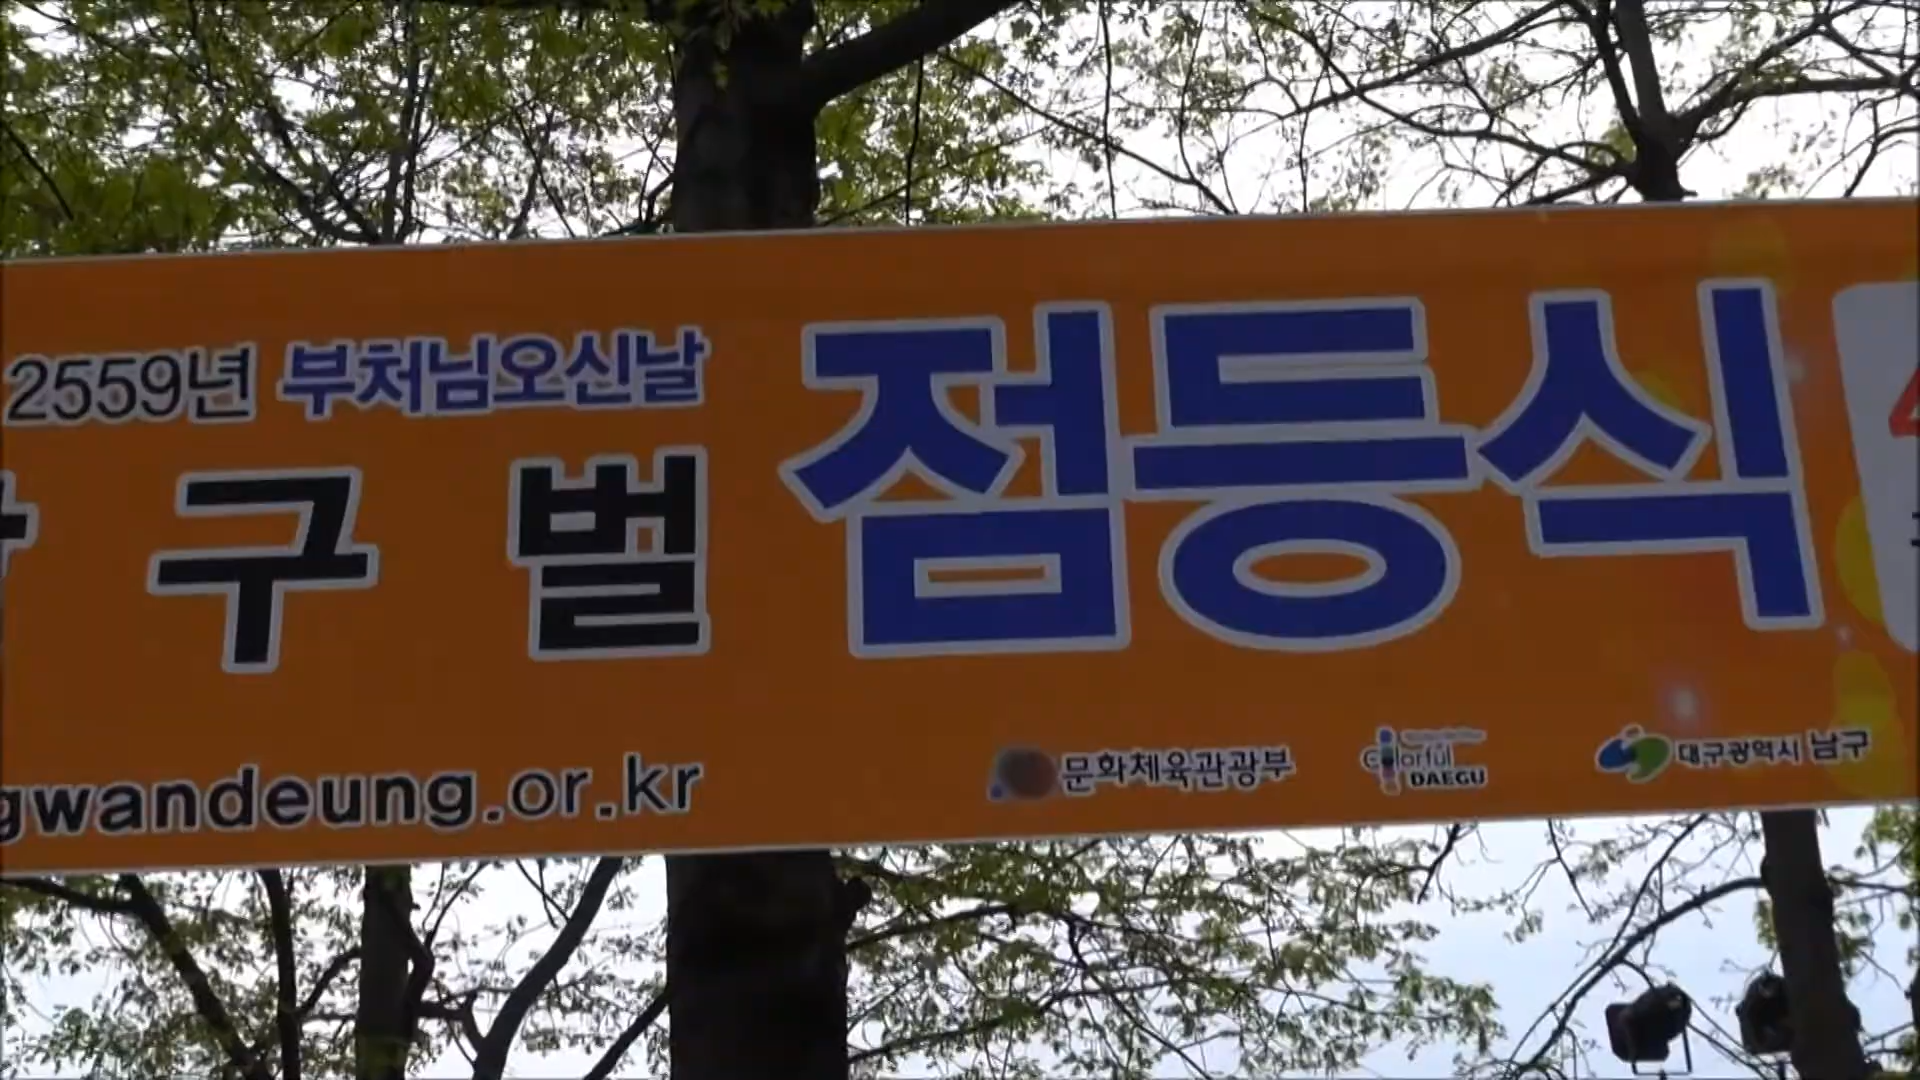 2559년 부처님오신날
구벌 점등식
gwandeung.or.kr
문화체육관광부
Colorful DAEGU
대구광역시 남구